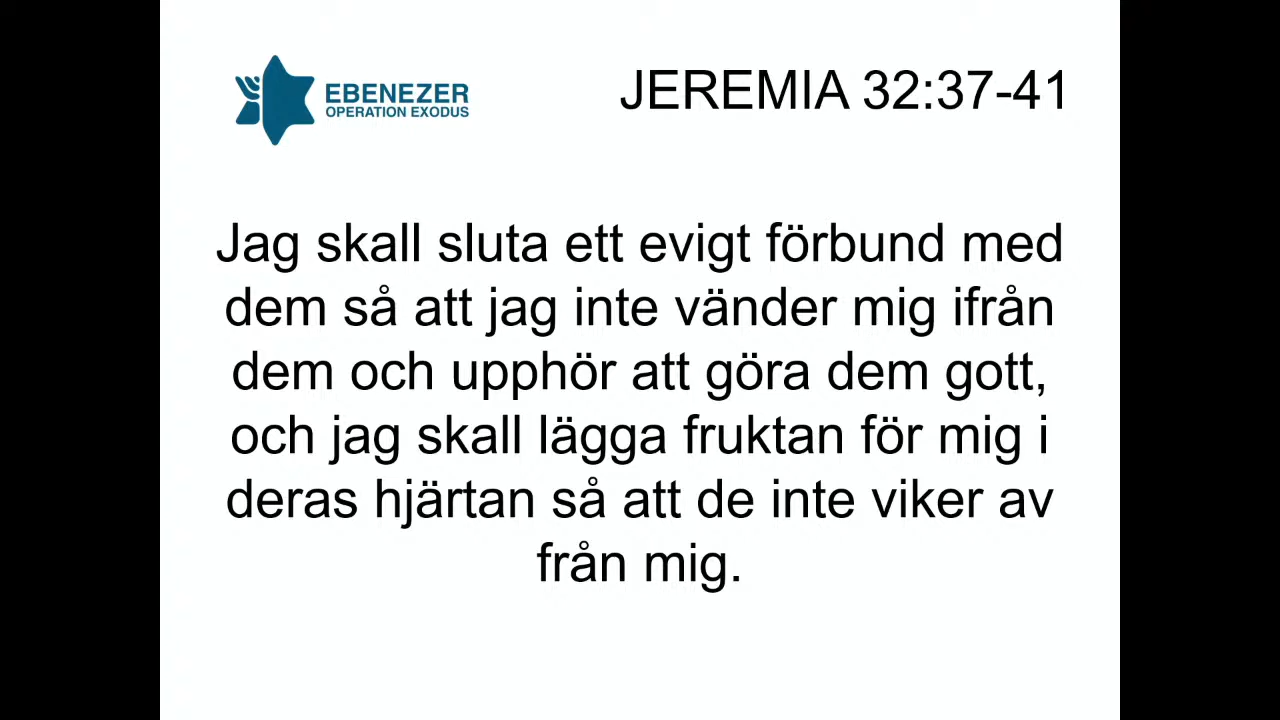 EBENEZER
OPERATION EXODUS
JEREMIA 32:37-41
Jag skall sluta ett evigt förbund med
dem så att jag inte vänder mig ifrån
dem och upphör att göra dem gott,
och jag skall lägga fruktan för mig i
deras hjärtan så att de inte viker av
från mig.